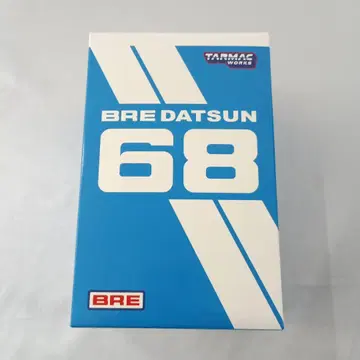 TARMAC
WORKS
BRE DATSUN
68
BRE